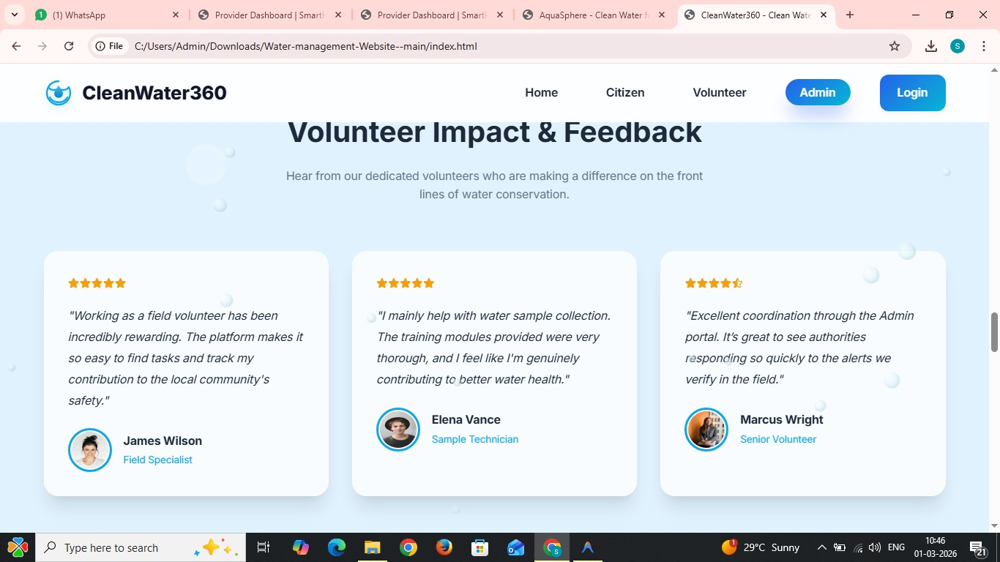 (1) WhatsApp
Provider Dashboard | Smart
Provider Dashboard | Smart
AquaSphere - Clean Water f
CleanWater360 - Clean Wate
File
C:/Users/Admin/Downloads/Water-management-Website--main/index.html
S
CleanWater360
Home
Citizen
Volunteer
Admin
Login
Volunteer Impact & Feedback
Hear from our dedicated volunteers who are making a difference on the front
lines of water conservation.
"Working as a field volunteer has been
incredibly rewarding. The platform makes it
so easy to find tasks and track my
contribution to the local community's
safety."
James Wilson
Field Specialist
"I mainly help with water sample collection.
The training modules provided were very
thorough, and I feel like I'm genuinely
contributing to better water health."
Elena Vance
Sample Technician
"Excellent coordination through the Admin
portal. It's great to see authorities
responding so quickly to the alerts we
verify in the field."
Marcus Wright
Senior Volunteer
Type here to search
29°C Sunny
ENG
10:46
01-03-2026
21